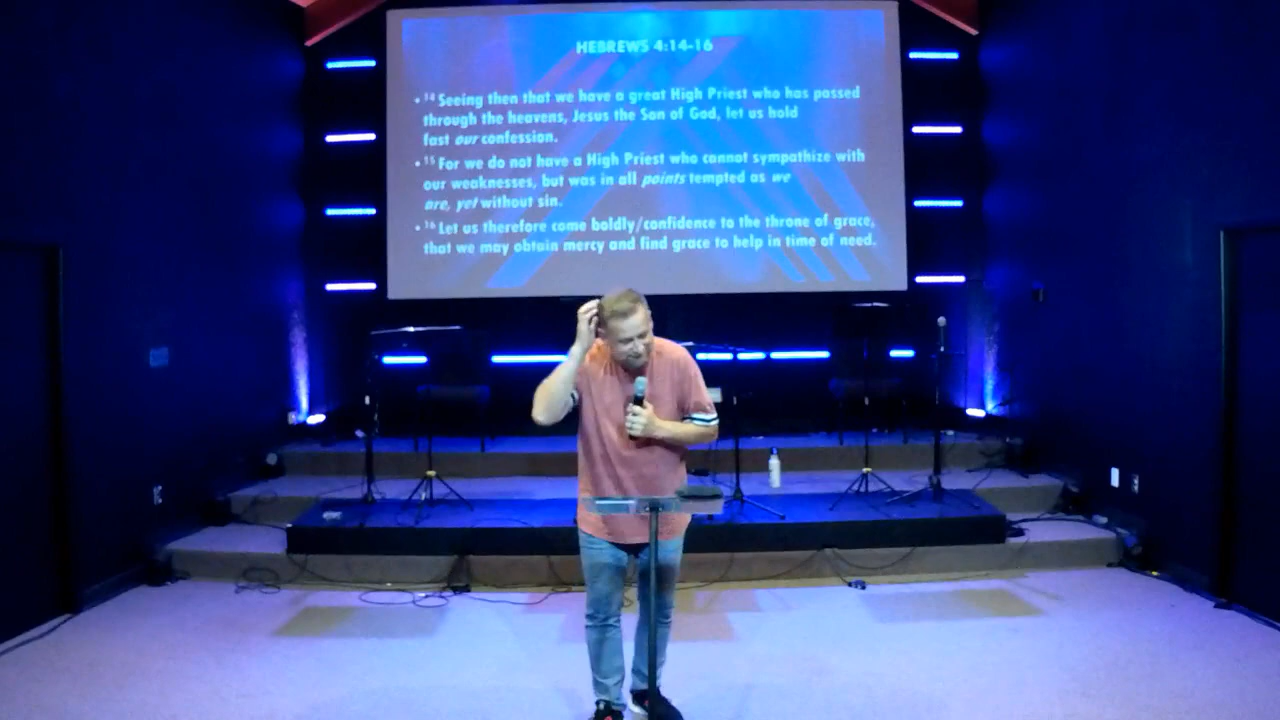 HEBREWS 4:14-16
• 14 Seeing then that we have a great High Priest who has passed
through the heavens, Jesus the Son of God, let us hold
fast our confession.
• 15 For we do not have a High Priest who cannot sympathize with
our weaknesses, but was in all points tempted as we
are, yet without sin.
• 16 Let us therefore come boldly/confidence to the throne of grace,
that we may obtain mercy and find grace to help in time of need.